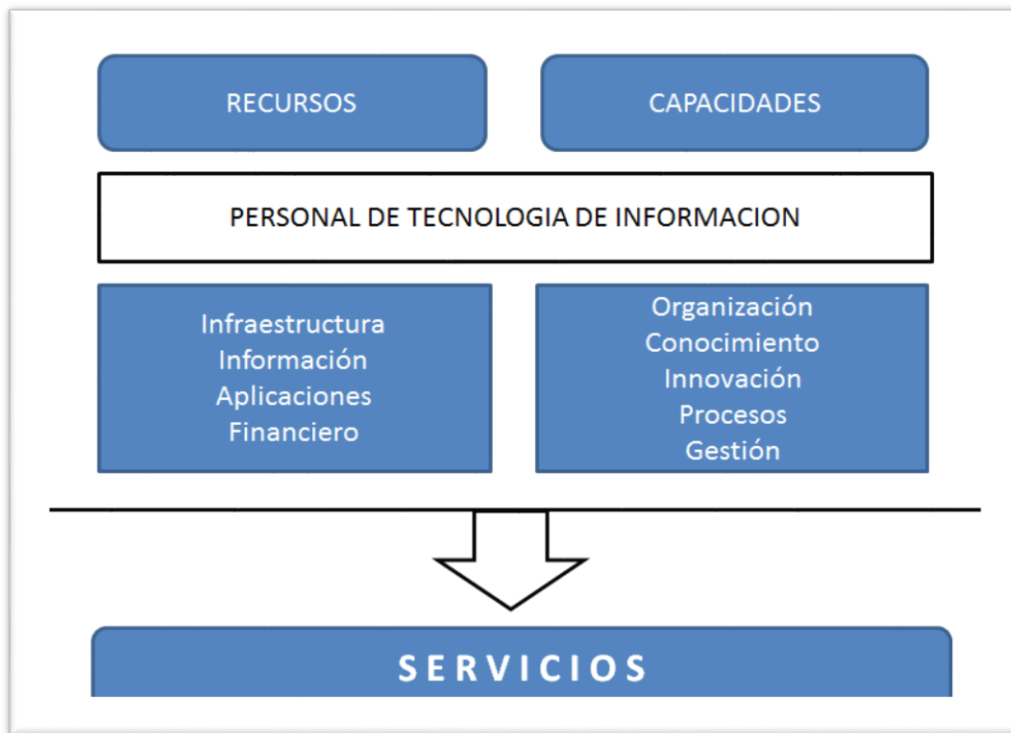 RECURSOS
CAPACIDADES
PERSONAL DE TECNOLOGIA DE INFORMACION
Infraestructura
Información
Aplicaciones
Financiero
Organización
Conocimiento
Innovación
Procesos
Gestión
SERVICIOS